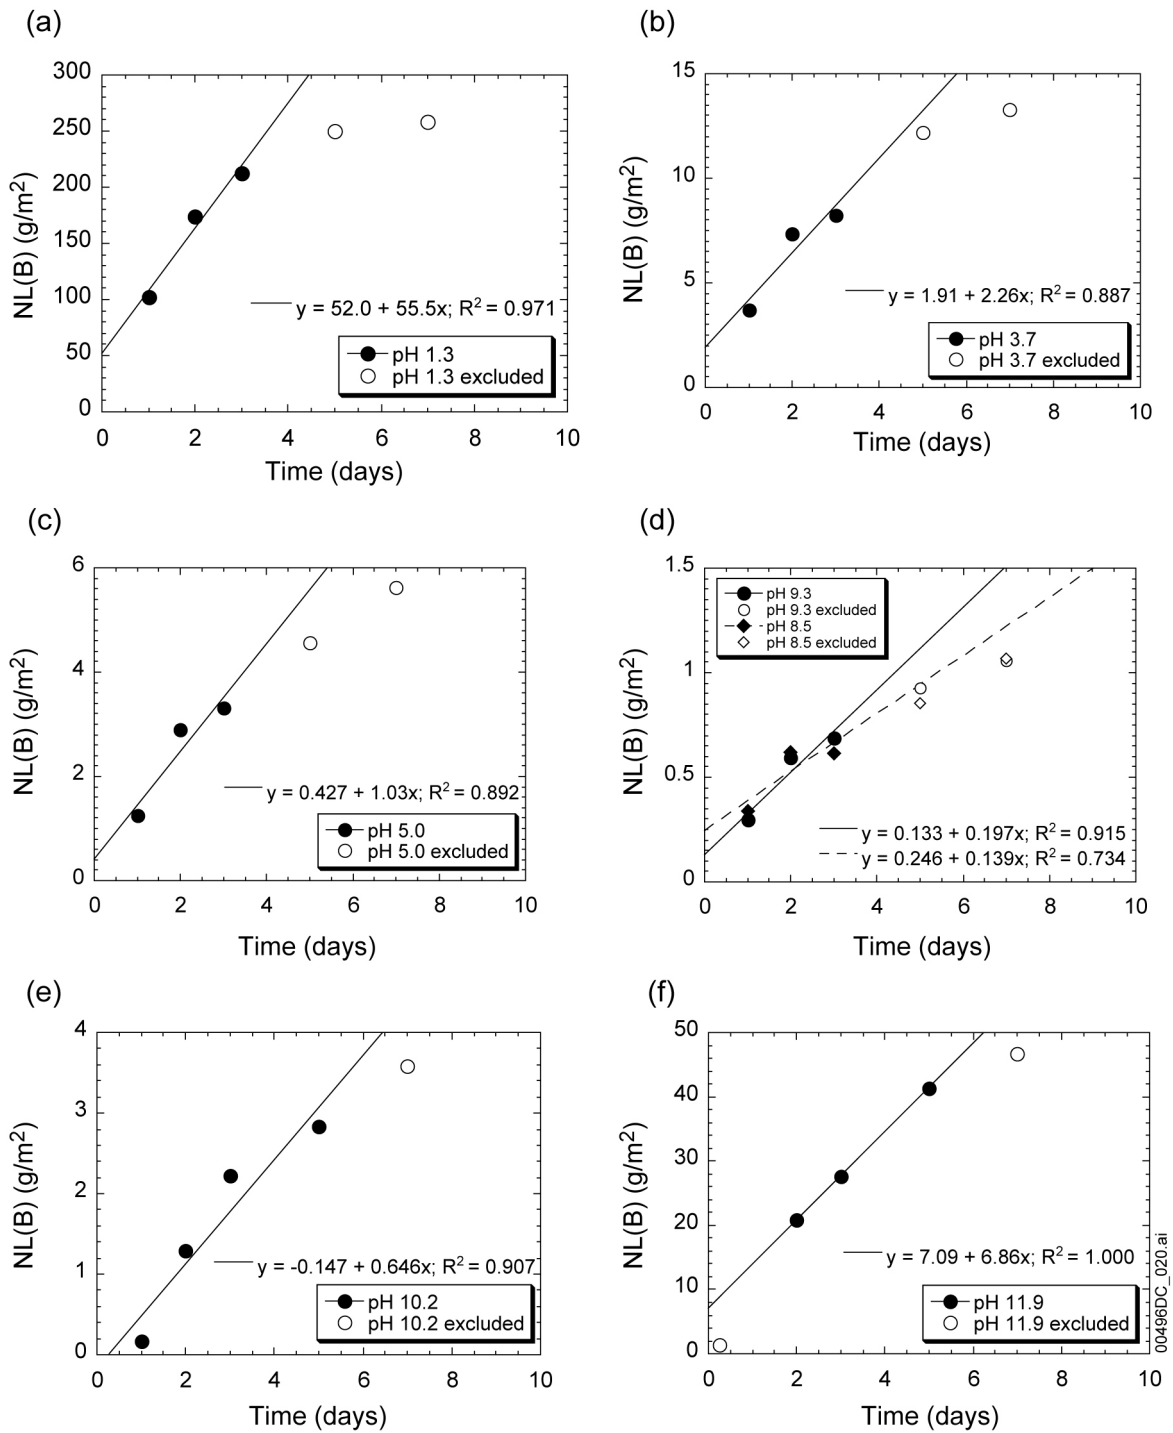 (a)
300
250
200
150
100
50
0
NL(B) (g/m²)
y = 52.0 + 55.5x; R² = 0.971
pH 1.3
pH 1.3 excluded
0 2 4 6 8 10
Time (days)
(b)
15
10
5
0
NL(B) (g/m²)
y = 1.91 + 2.26x; R² = 0.887
pH 3.7
pH 3.7 excluded
0 2 4 6 8 10
Time (days)
(c)
6
4
2
0
NL(B) (g/m²)
y = 0.427 + 1.03x; R² = 0.892
pH 5.0
pH 5.0 excluded
0 2 4 6 8 10
Time (days)
(d)
1.5
1
0.5
0
NL(B) (g/m²)
pH 9.3
pH 9.3 excluded
pH 8.5
pH 8.5 excluded
y = 0.133 + 0.197x; R² = 0.915
y = 0.246 + 0.139x; R² = 0.734
0 2 4 6 8 10
Time (days)
(e)
4
3
2
1
0
NL(B) (g/m²)
y = -0.147 + 0.646x; R² = 0.907
pH 10.2
pH 10.2 excluded
0 2 4 6 8 10
Time (days)
(f)
50
40
30
20
10
0
NL(B) (g/m²)
y = 7.09 + 6.86x; R² = 1.000
pH 11.9
pH 11.9 excluded
0 2 4 6 8 10
Time (days)
00496DC_020.ai